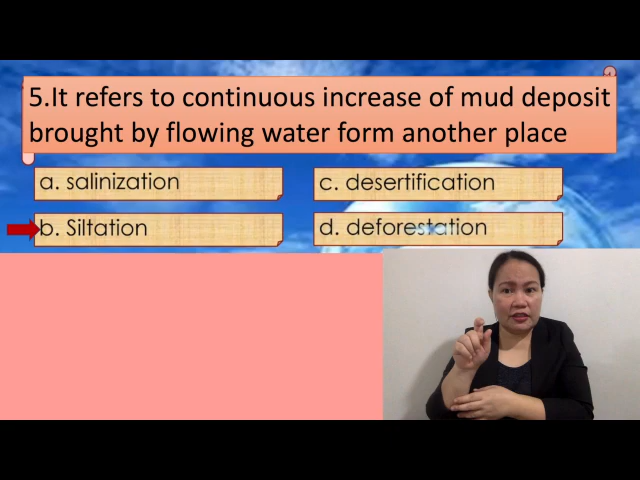 5.It refers to continuous increase of mud deposit
brought by flowing water form another place
a. salinization
c. desertification
b. Siltation
d. deforestation